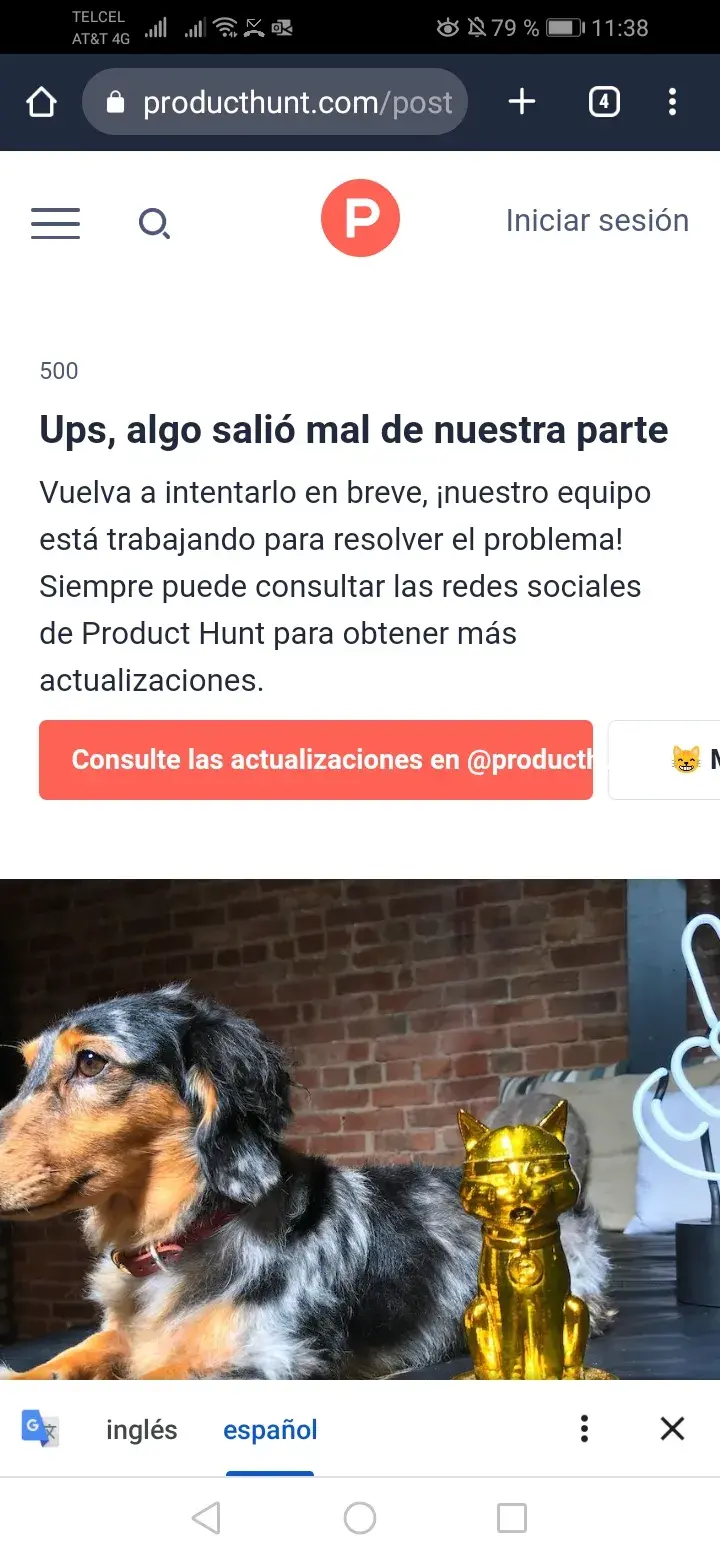 TELCEL
AT&T 4G
79 % 11:38
producthunt.com/post
4
P
Iniciar sesión
500
Ups, algo salió mal de nuestra parte
Vuelva a intentarlo en breve, ¡nuestro equipo
está trabajando para resolver el problema!
Siempre puede consultar las redes sociales
de Product Hunt para obtener más
actualizaciones.
Consulte las actualizaciones en @producth
inglés español